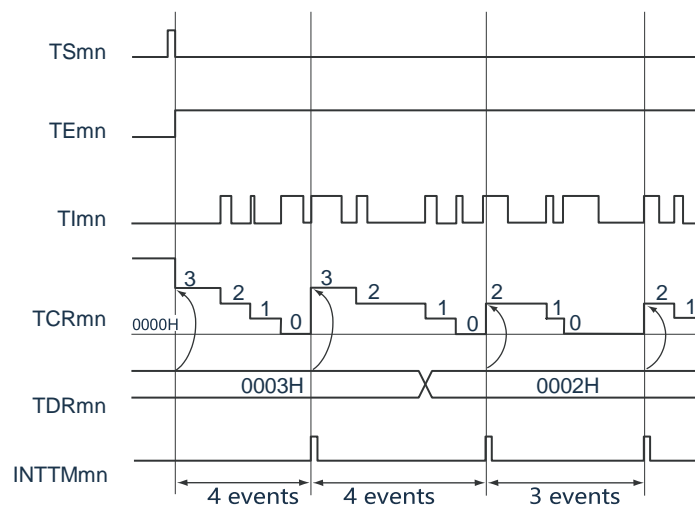 TSmn
TEmn
TImn
3 2 1 0 3 2 1 0 2 1 0 2 1
TCRmn 0000H
0003H 0002H
TDRmn
INTTMmn
4 events 4 events 3 events